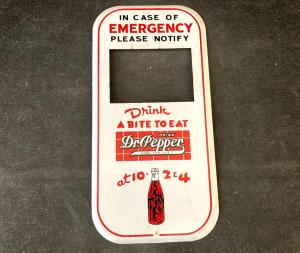 IN CASE OF
EMERGENCY
PLEASE NOTIFY
Drink
A BITE TO EAT
Dr.Pepper
at 10-2 & 4